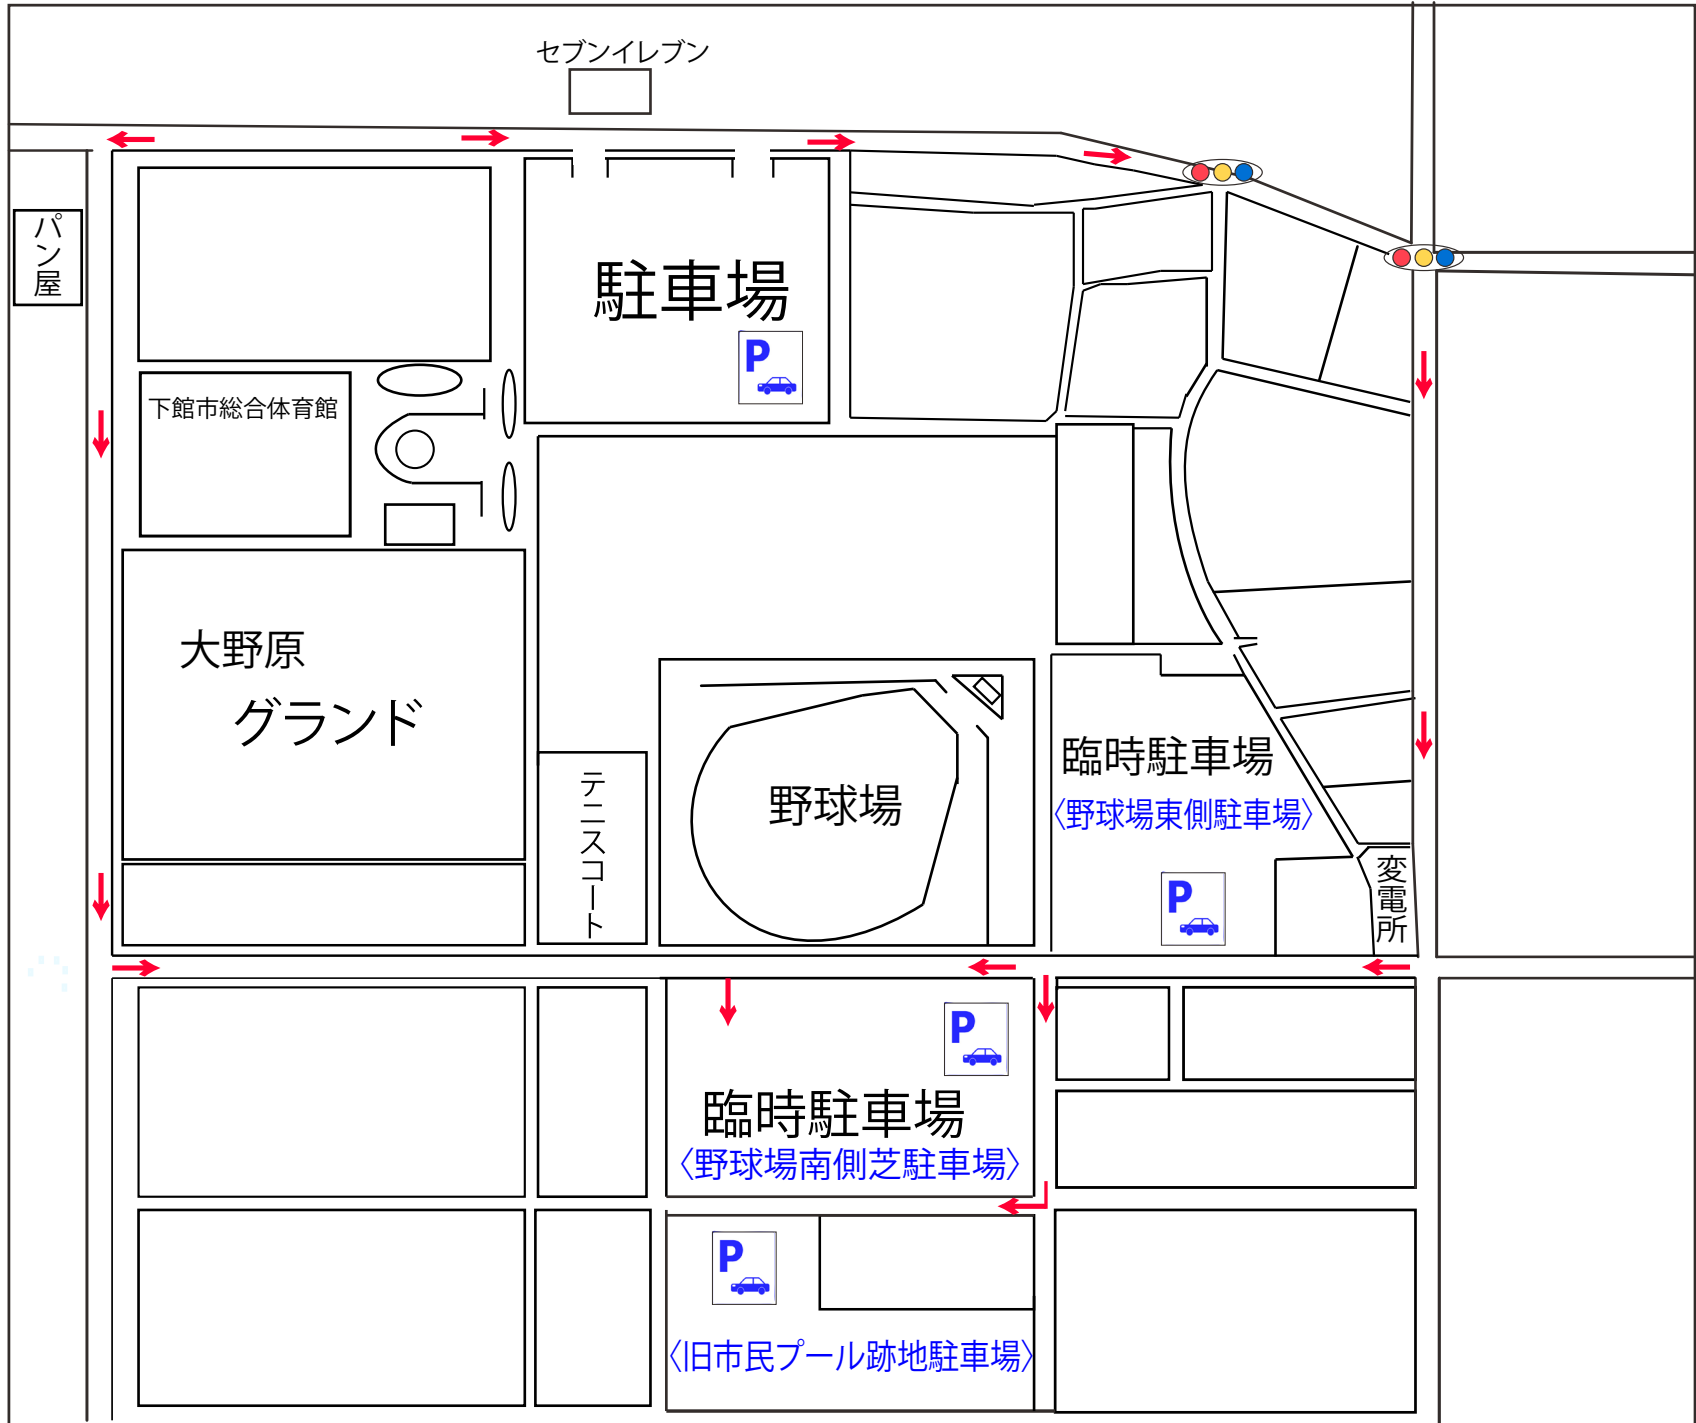 セブンイレブン
パン屋
駐車場
P
下館市総合体育館
大野原
グランド
テニスコート
野球場
臨時駐車場
〈野球場東側駐車場〉
P
変電所
P
臨時駐車場
〈野球場南側芝駐車場〉
P
〈旧市民プール跡地駐車場〉